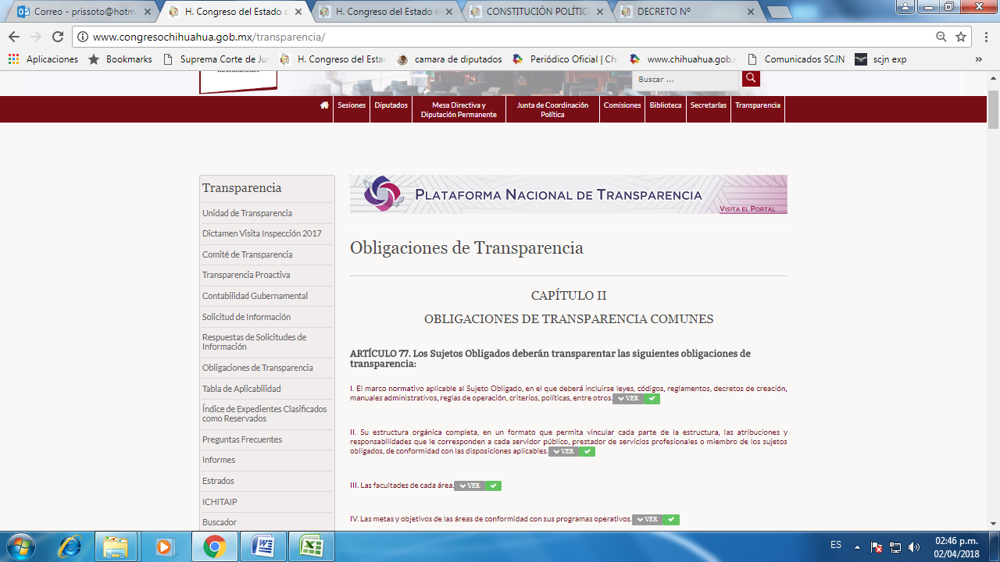 Correo - prissoto@hotm
H. Congreso del Estado d
H. Congreso del Estado d
CONSTITUCIÓN POLÍTIC
DECRETO Nº
www.congresochihuahua.gob.mx/transparencia/
Aplicaciones
Bookmarks
Suprema Corte de Jus
H. Congreso del Estad
camara de diputados
Periódico Oficial | Chi
www.chihuahua.gob.
Comunicados SCJN
scjn exp
»
Buscar ...
Sesiones
Diputados
Mesa Directiva y
Diputación Permanente
Junta de Coordinación
Política
Comisiones
Biblioteca
Secretarías
Transparencia
Transparencia
Unidad de Transparencia
Dictamen Visita Inspección 2017
Comité de Transparencia
Transparencia Proactiva
Contabilidad Gubernamental
Solicitud de Información
Respuestas de Solicitudes de
Información
Obligaciones de Transparencia
Tabla de Aplicabilidad
Índice de Expedientes Clasificados
como Reservados
Preguntas Frecuentes
Informes
Estrados
ICHITAIP
Buscador
PLATAFORMA NACIONAL DE TRANSPARENCIA
VISITA EL PORTAL
Obligaciones de Transparencia
CAPÍTULO II
OBLIGACIONES DE TRANSPARENCIA COMUNES
ARTÍCULO 77. Los Sujetos Obligados deberán transparentar las siguientes obligaciones de
transparencia:
I. El marco normativo aplicable al Sujeto Obligado, en el que deberá incluirse leyes, códigos, reglamentos, decretos de creación,
manuales administrativos, reglas de operación, criterios, políticas, entre otros. VER
II. Su estructura orgánica completa, en un formato que permita vincular cada parte de la estructura, las atribuciones y
responsabilidades que le corresponden a cada servidor público, prestador de servicios profesionales o miembro de los sujetos
obligados, de conformidad con las disposiciones aplicables. VER
III. Las facultades de cada área. VER
IV. Las metas y objetivos de las áreas de conformidad con sus programas operativos. VER
ES
02:46 p.m.
02/04/2018